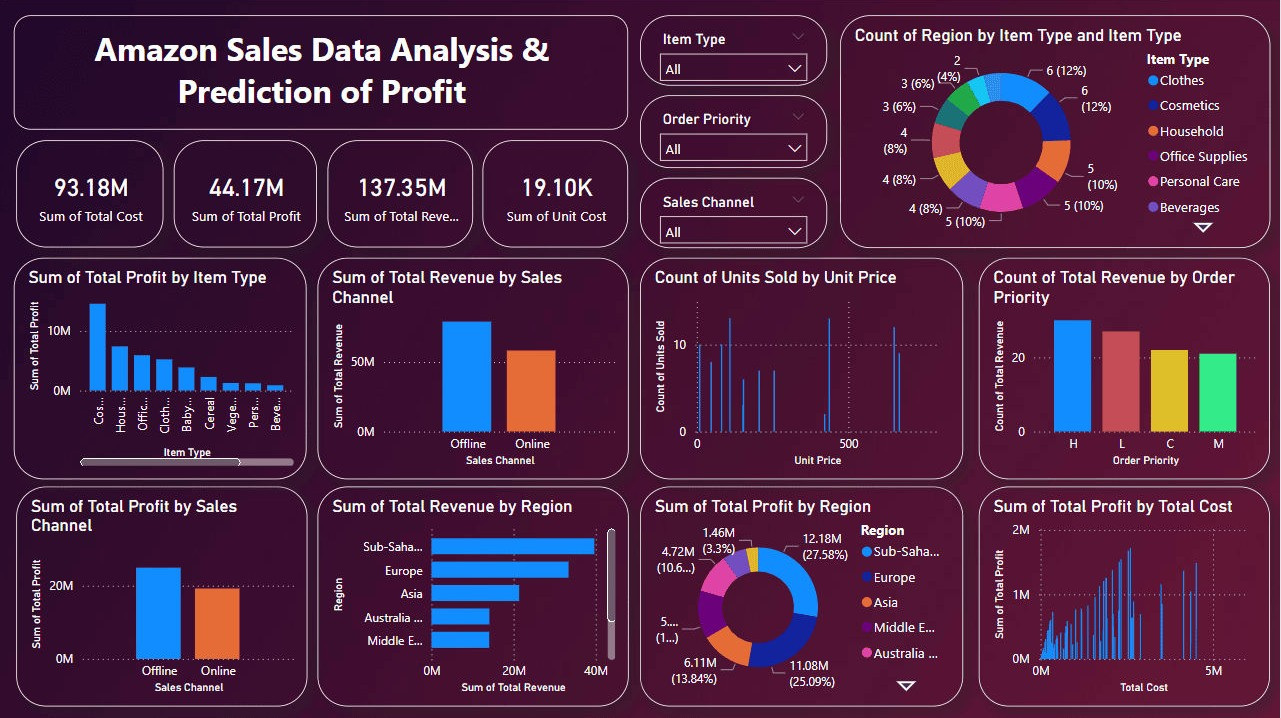 Amazon Sales Data Analysis &
Prediction of Profit
93.18M
Sum of Total Cost
44.17M
Sum of Total Profit
137.35M
Sum of Total Reve...
19.10K
Sum of Unit Cost
Item Type
All
Order Priority
All
Sales Channel
All
Count of Region by Item Type and Item Type
2
(4%)
6 (12%)
3 (6%)
6
(12%)
3 (6%)
4
(8%)
5
(10%)
4 (8%)
4 (8%)
5 (10%)
5 (10%)
Item Type
Clothes
Cosmetics
Household
Office Supplies
Personal Care
Beverages
Sum of Total Profit by Item Type
Sum of Total Profit
10M
0M
Cos...
Hous...
Offic...
Cloth...
Baby...
Cereal
Vege...
Pers...
Beve...
Item Type
Sum of Total Revenue by Sales
Channel
Sum of Total Revenue
50M
0M
Offline
Online
Sales Channel
Count of Units Sold by Unit Price
Count of Units Sold
10
0
0
500
Unit Price
Count of Total Revenue by Order
Priority
Count of Total Revenue
20
0
H
L
C
M
Order Priority
Sum of Total Profit by Sales
Channel
Sum of Total Profit
20M
0M
Offline
Online
Sales Channel
Sum of Total Revenue by Region
Region
Sub-Saha...
Europe
Asia
Australia ...
Middle E...
0M
20M
40M
Sum of Total Revenue
Sum of Total Profit by Region
1.46M
(3.3%)
12.18M
(27.58%)
4.72M
(10.6...)
5....
(1...)
6.11M
(13.84%)
11.08M
(25.09%)
Region
Sub-Saha...
Europe
Asia
Middle E...
Australia ...
Sum of Total Profit by Total Cost
Sum of Total Profit
2M
1M
0M
0M
5M
Total Cost